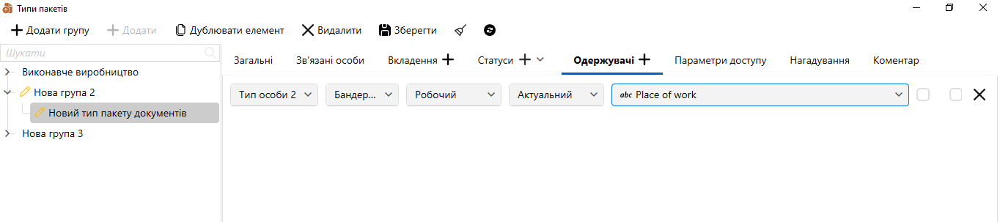 Типи пакетів
Додати групу Додати Дублювати елемент Видалити Зберегти
Шукати
Виконавче виробництво
Нова група 2
Новий тип пакету документів
Нова група 3
Загальні Зв'язані особи Вкладення Статуси Одержувачі Параметри доступу Нагадування Коментар
Тип особи 2 Бандер... Робочий Актуальний abc Place of work